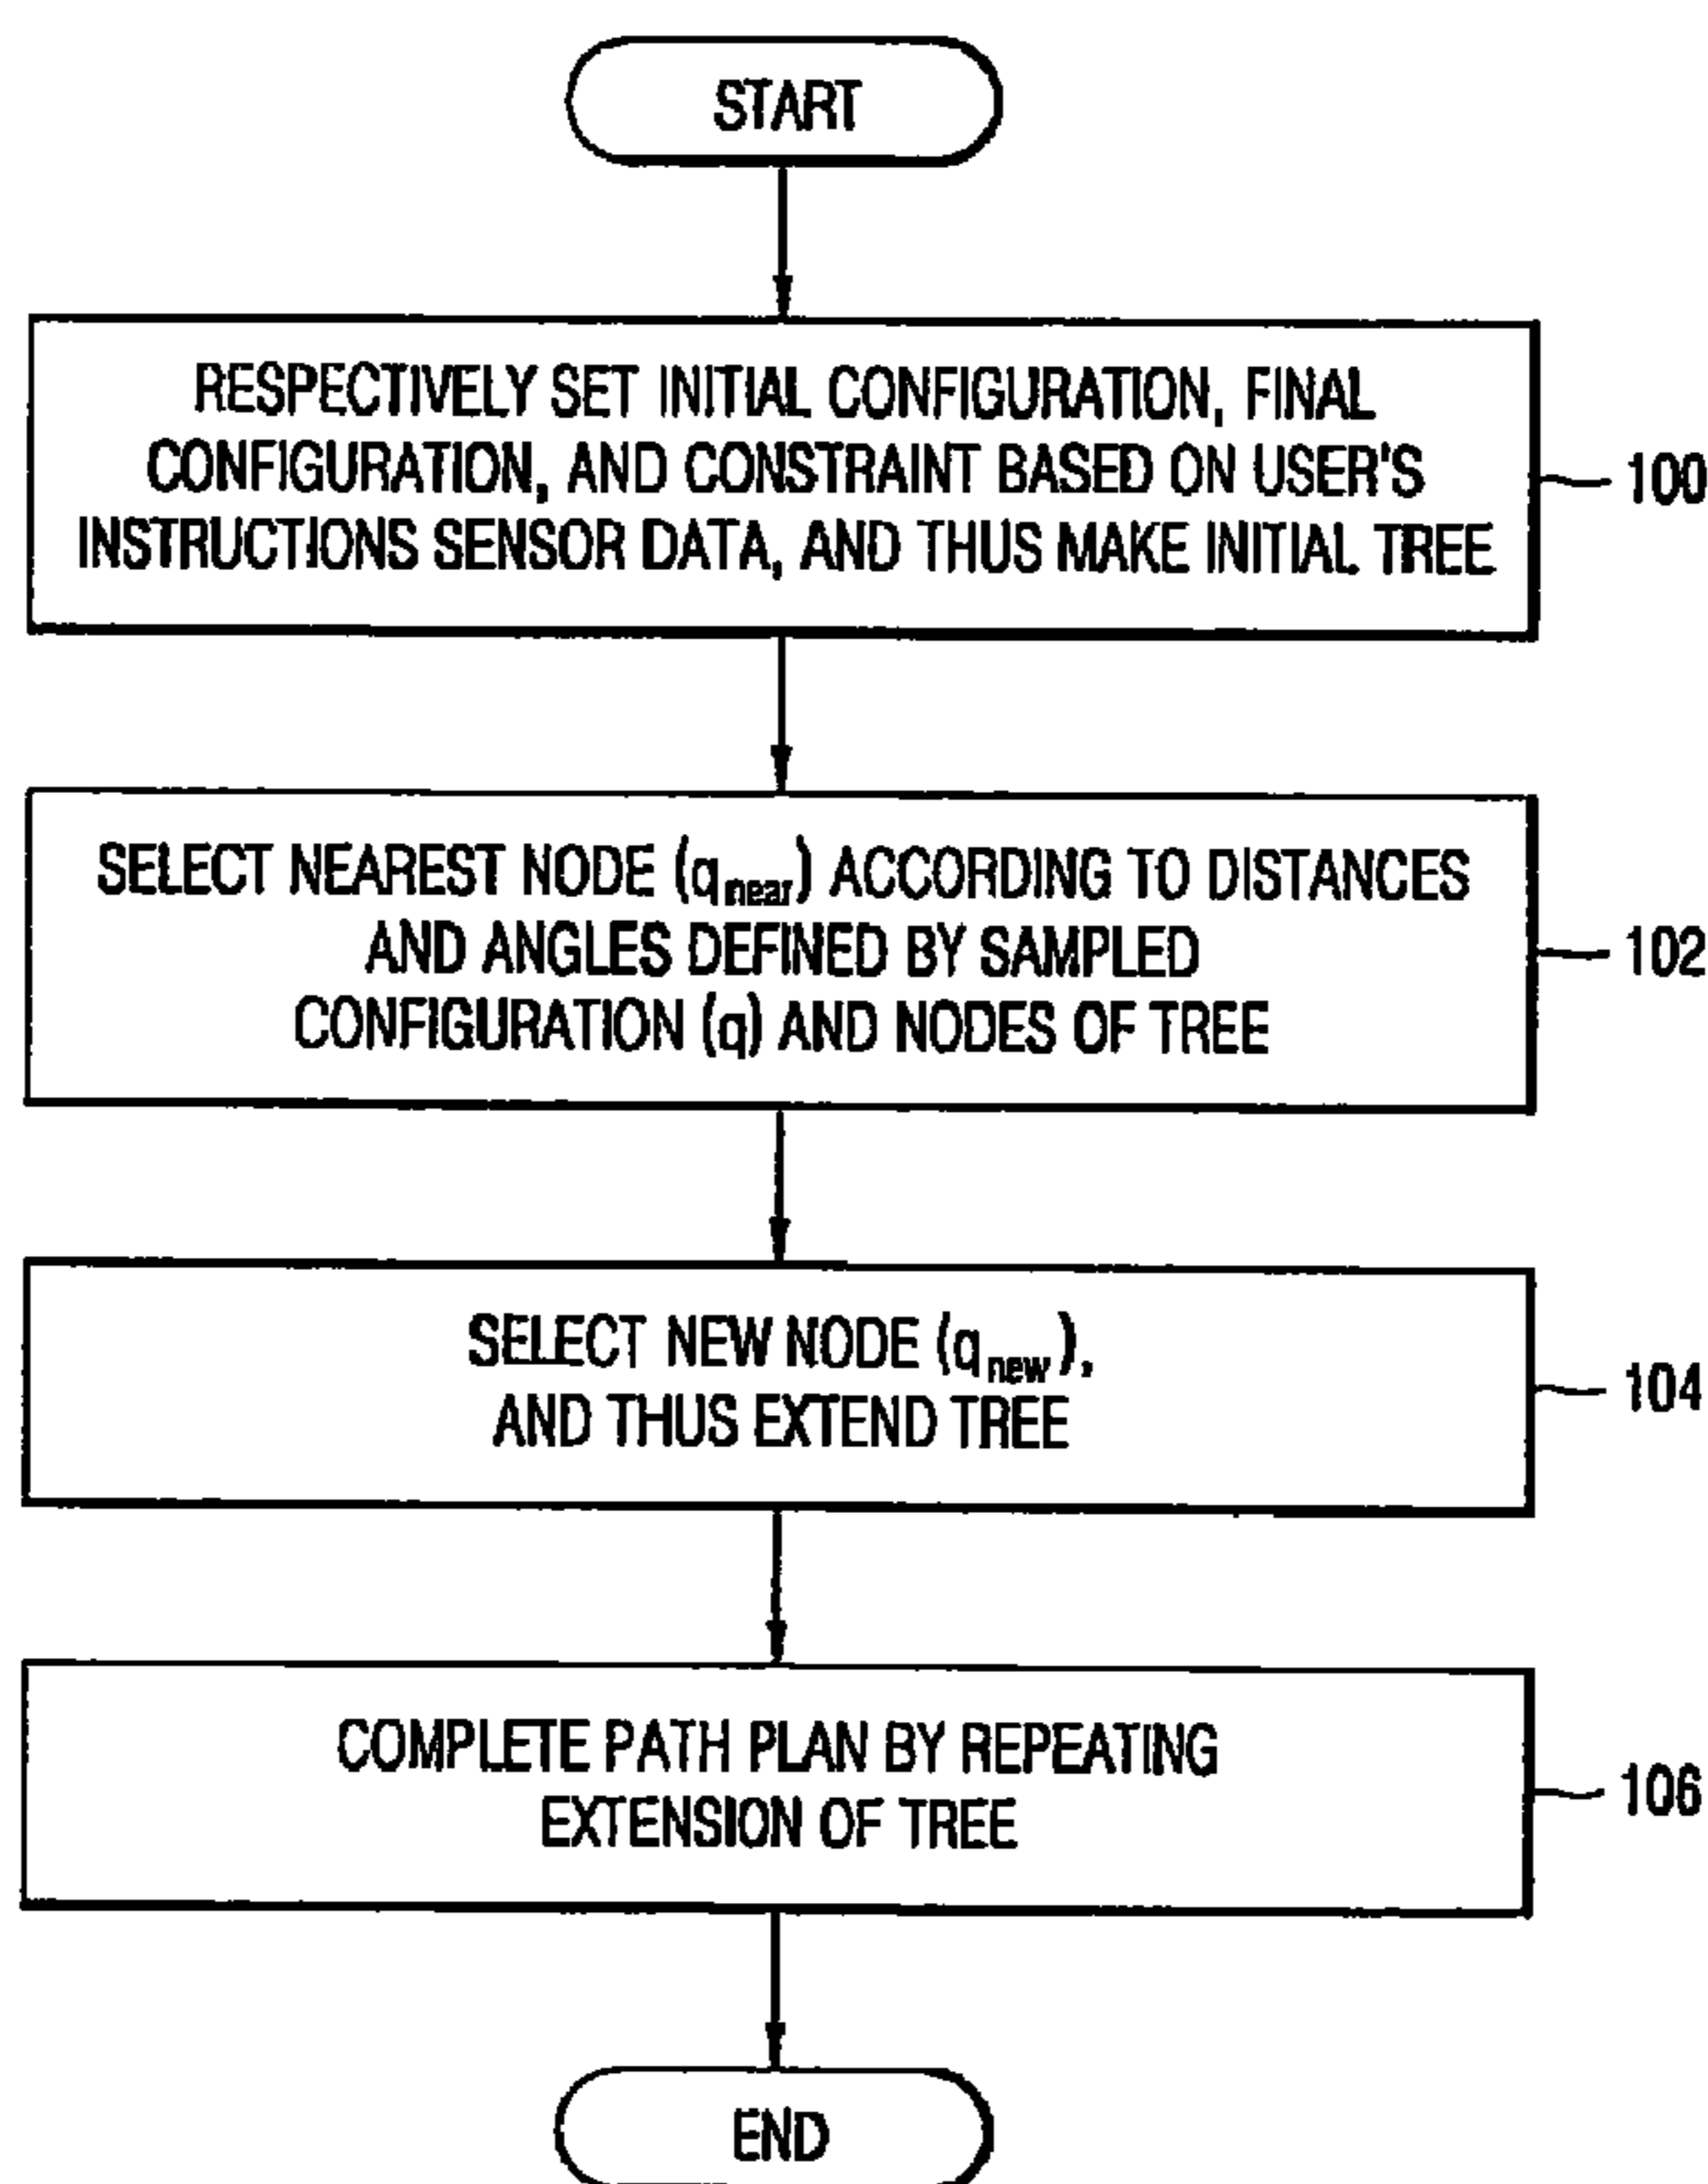 START
RESPECTIVELY SET INITIAL CONFIGURATION, FINAL
CONFIGURATION, AND CONSTRAINT BASED ON USER'S
INSTRUCTIONS SENSOR DATA, AND THUS MAKE INITIAL TREE
100
SELECT NEAREST NODE (q_near) ACCORDING TO DISTANCES
AND ANGLES DEFINED BY SAMPLED
CONFIGURATION (q) AND NODES OF TREE
102
SELECT NEW NODE (q_new),
AND THUS EXTEND TREE
104
COMPLETE PATH PLAN BY REPEATING
EXTENSION OF TREE
106
END